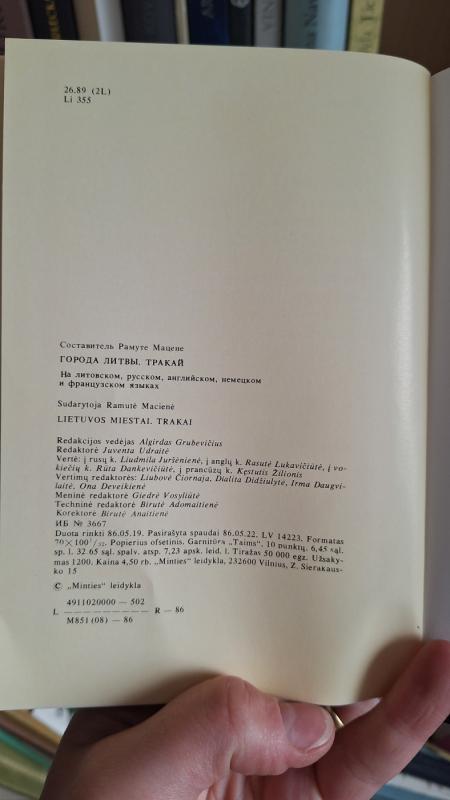 26.89 (2L)
Li 355
Составитель Рамуте Мацене
ГОРОДА ЛИТВЫ. ТРАКАЙ
На литовском, русском, английском, немецком
и французском языках
Sudarytoja Ramutė Macienė
LIETUVOS MIESTAI. TRAKAI
Redakcijos vedėjas Algirdas Grubevičius
Redaktorė Juventa Udraitė
Vertė: į rusų k. Liudmila Juršėnienė, į anglų k. Rasutė Lukavičiūtė, į vo-
kiečių k. Rūta Dankevičiūtė, į prancūzų k. Kęstutis Žilionis
Vertimų redaktorės: Liubovė Čiornaja, Dialita Didžiulytė, Irma Daugvi-
laitė, Ona Deveikienė
Meninė redaktorė Giedrė Vosyliūtė
Techninė redaktorė Birutė Adomaitienė
Korektorė Birutė Anaitienė
ИБ № 3667
Duota rinkti 86.05.19. Pasirašyta spaudai 86.05.22. LV 14223. Formatas
70×100¹/₃₂. Popierius ofsetinis. Garnitūra „Taims“, 10 punktų. 6,45 sąl.
sp. l. 32.65 sąl. spalv. atsp. 7,23 apsk. leid. l. Tiražas 50 000 egz. Užsaky-
mas 1200. Kaina 4,50 rb. „Minties“ leidykla, 232600 Vilnius, Z. Sierakaus-
ko 15
© „Minties“ leidykla
4911020000 — 502
L ———————— R — 86
M851(08) — 86